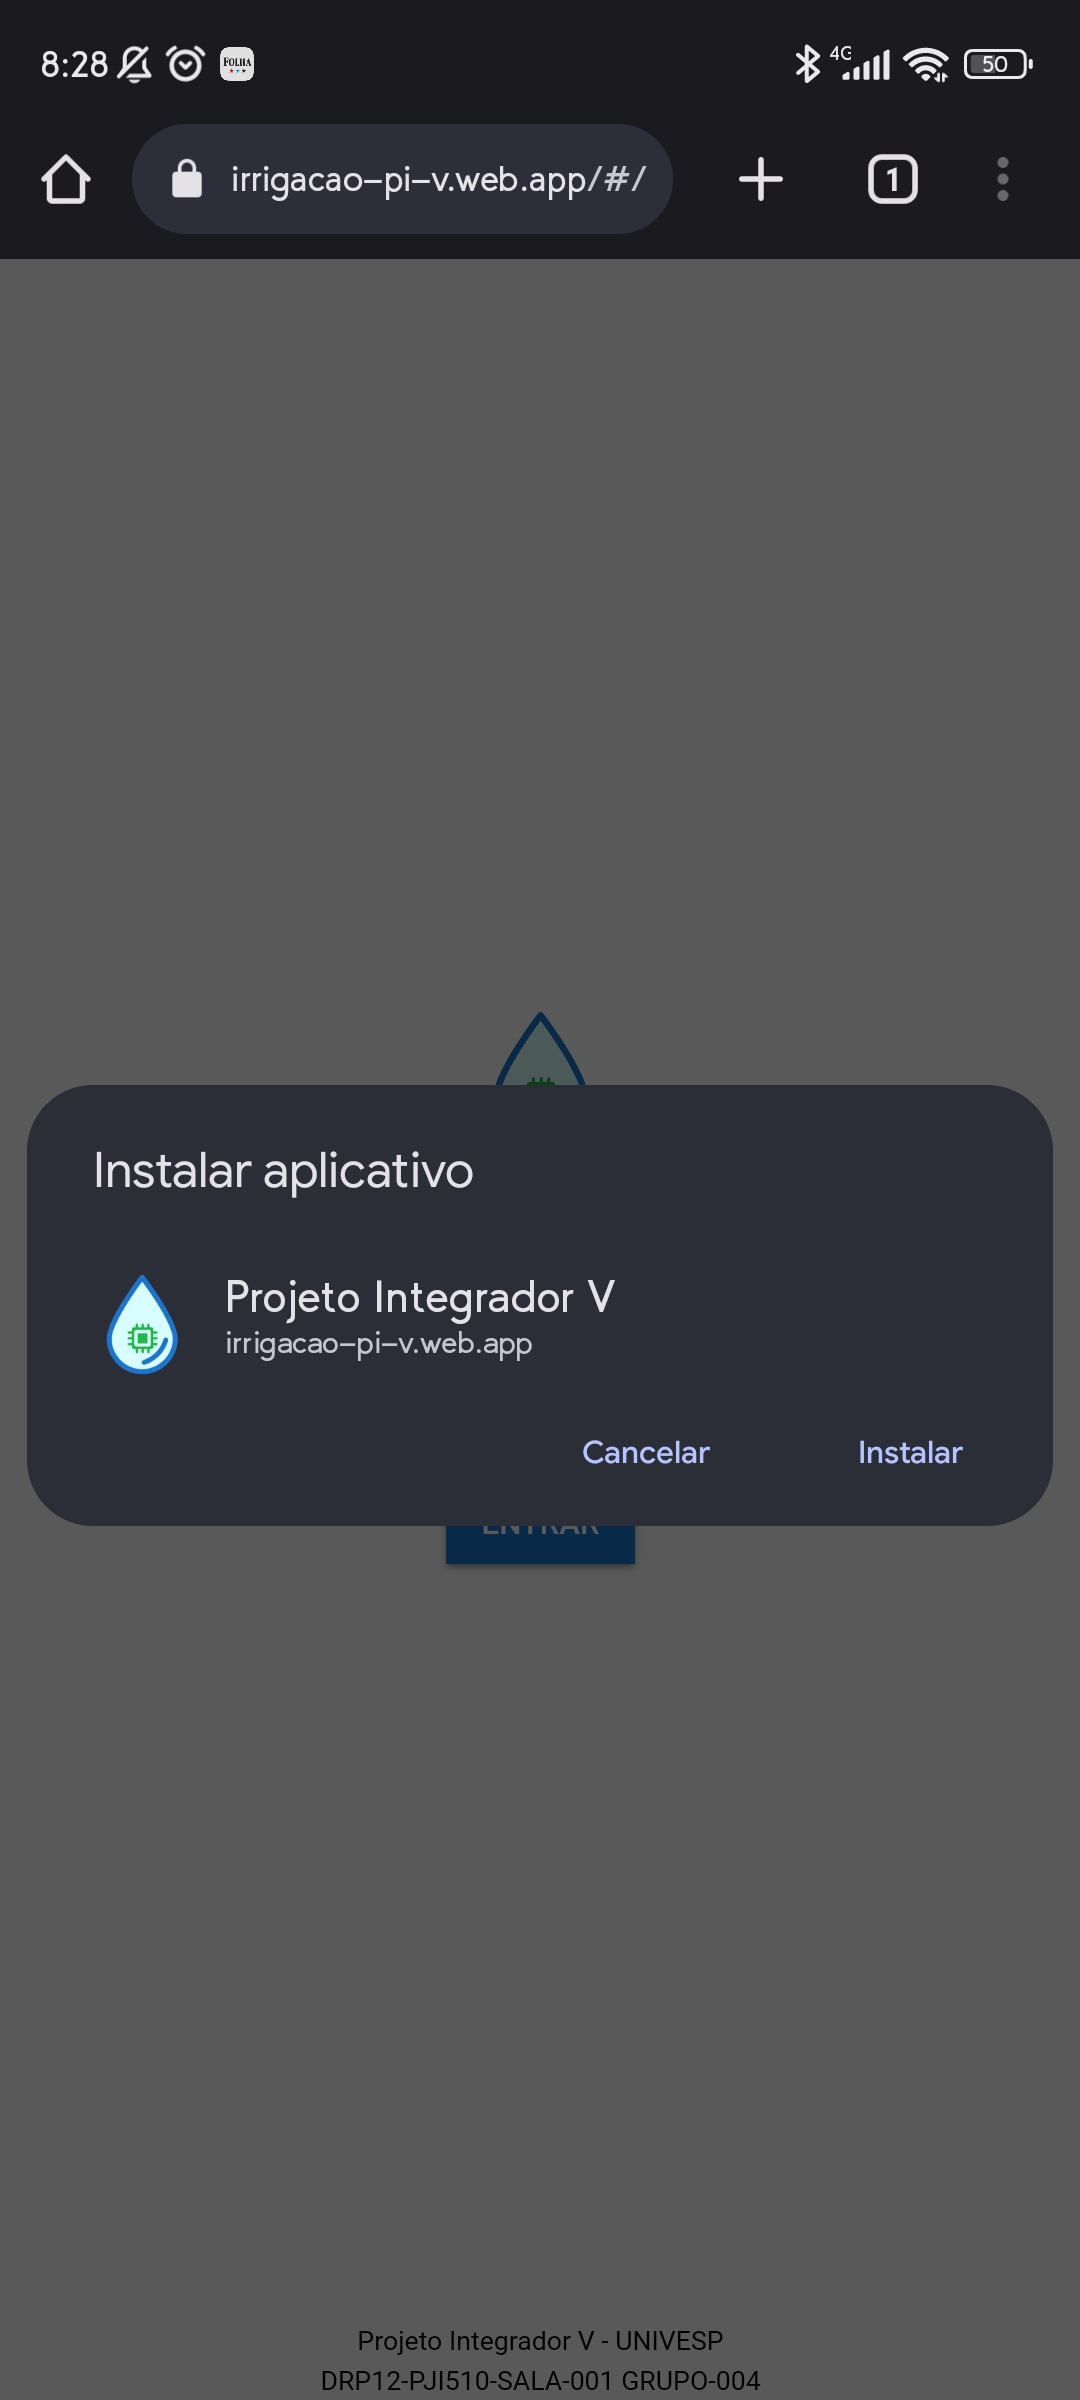 8:28
FOLHA
4G
50
irrigacao-pi-v.web.app/#/
1
Instalar aplicativo
Projeto Integrador V
irrigacao-pi-v.web.app
Cancelar
Instalar
ENTRAR
Projeto Integrador V - UNIVESP
DRP12-PJI510-SALA-001 GRUPO-004